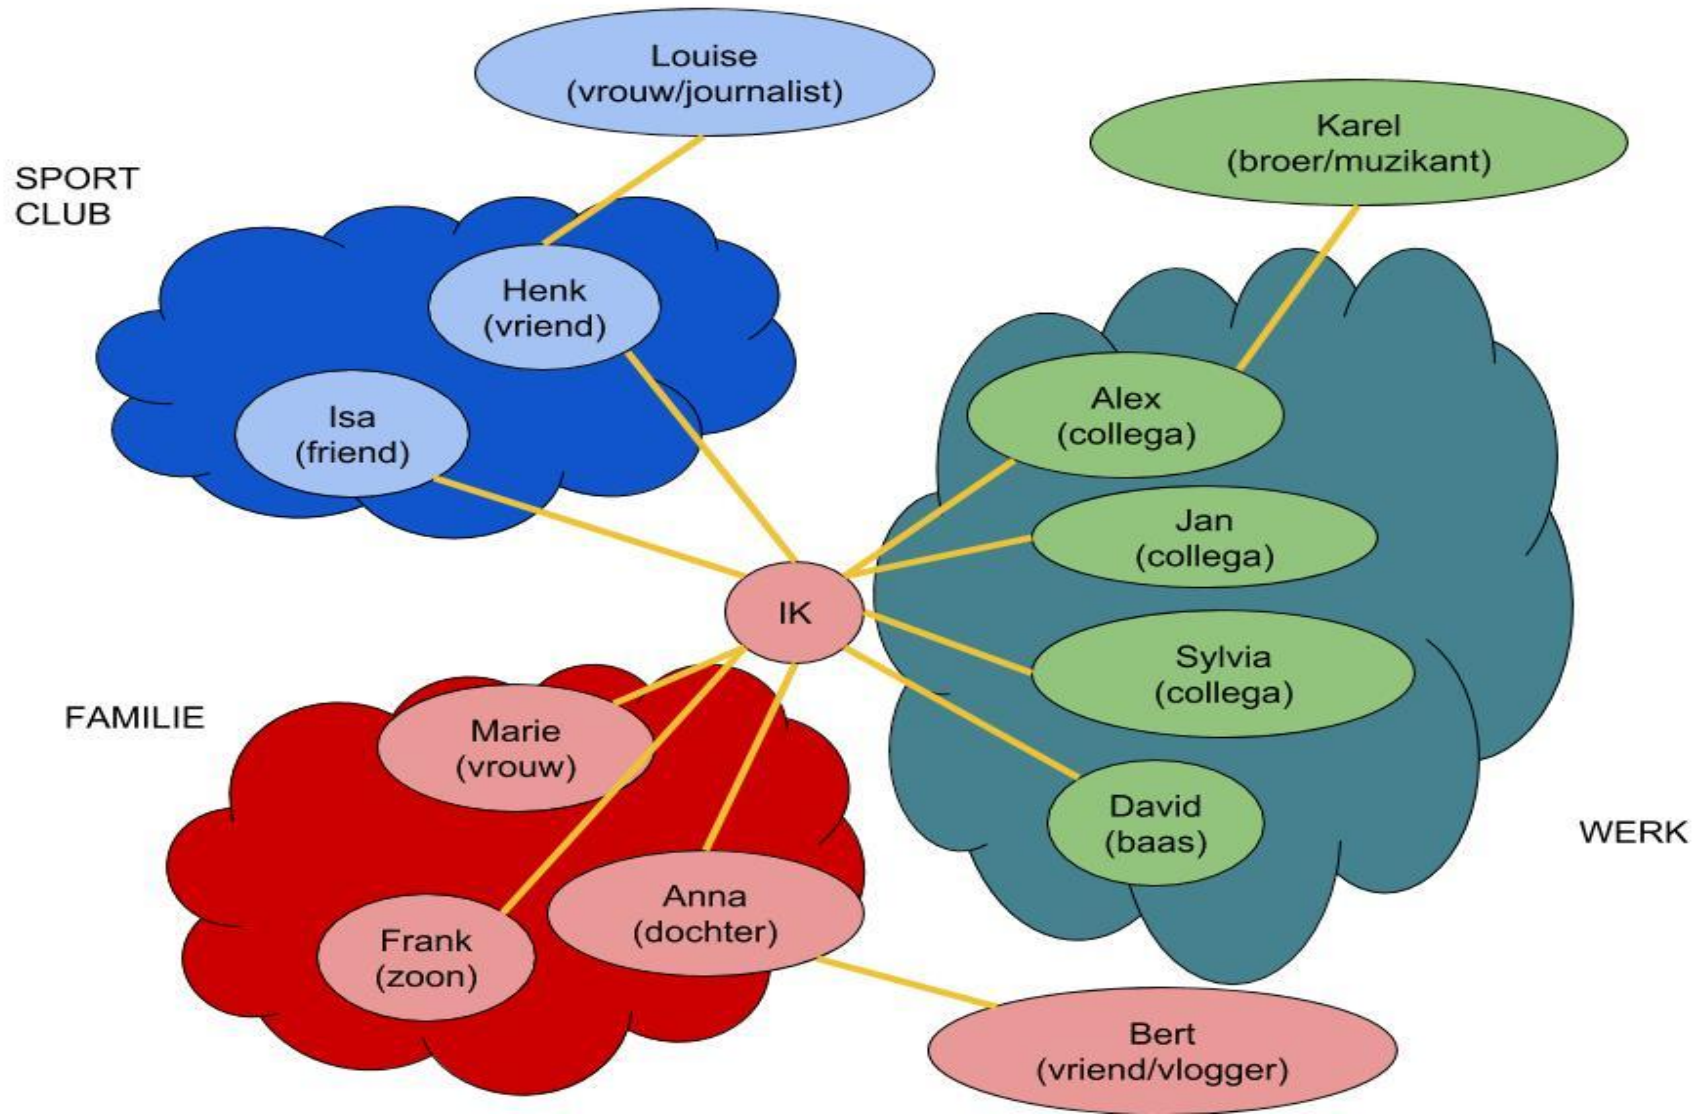 Louise
(vrouw/journalist)
Karel
(broer/muzikant)
SPORT
CLUB
Henk
(vriend)
Isa
(friend)
Alex
(collega)
Jan
(collega)
IK
Sylvia
(collega)
FAMILIE
Marie
(vrouw)
David
(baas)
WERK
Anna
(dochter)
Frank
(zoon)
Bert
(vriend/vlogger)